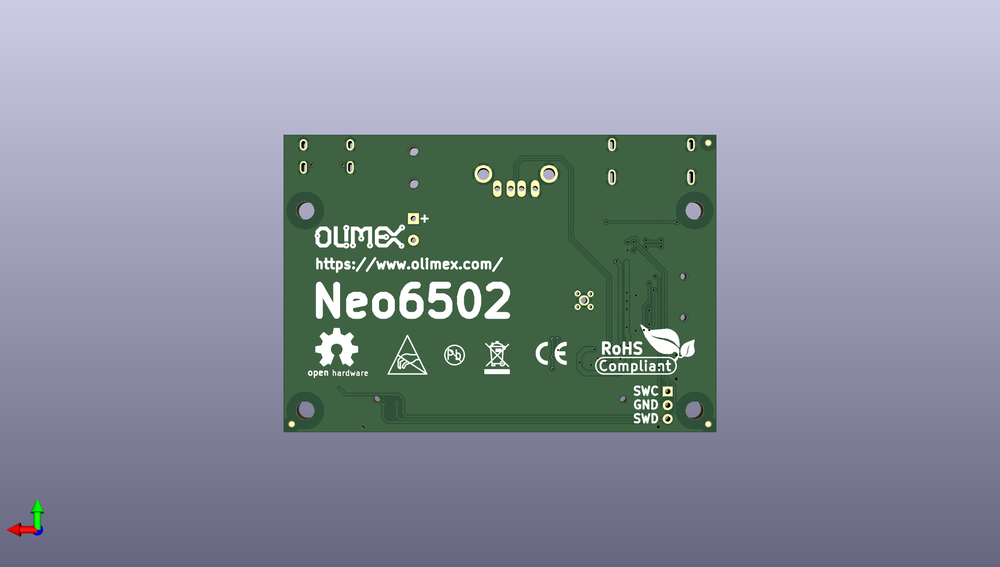 +
OLIMEX
https://www.olimex.com/
Neo6502
open hardware
Pb
CE
RoHS
Compliant
SWC
GND
SWD